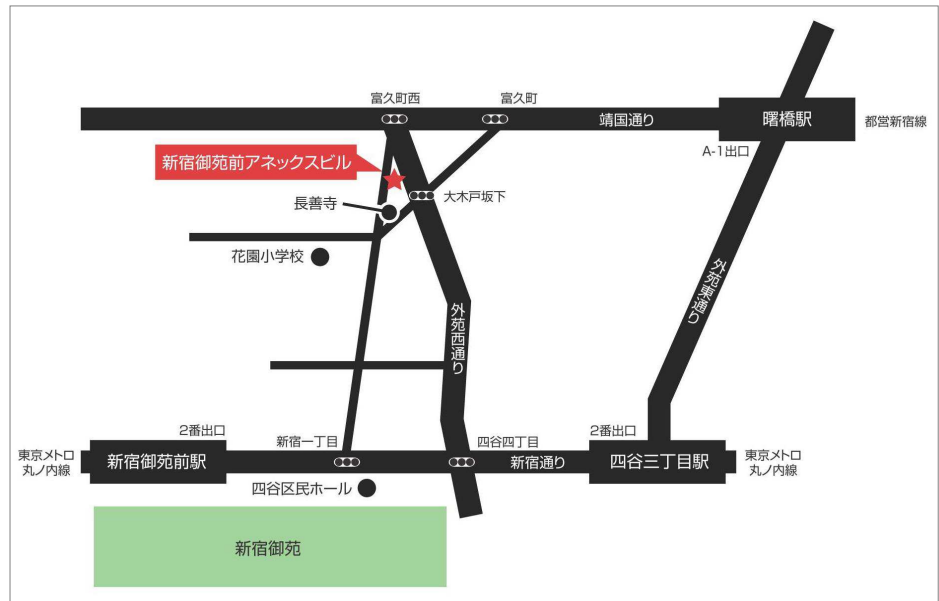 富久町西
富久町
靖国通り
曙橋駅
都営新宿線
A-1出口
新宿御苑前アネックスビル
長善寺
大木戸坂下
花園小学校
外苑東通り
外苑西通り
2番出口
新宿一丁目
四谷四丁目
2番出口
東京メトロ
丸ノ内線
新宿御苑前駅
新宿通り
四谷三丁目駅
東京メトロ
丸ノ内線
四谷区民ホール
新宿御苑